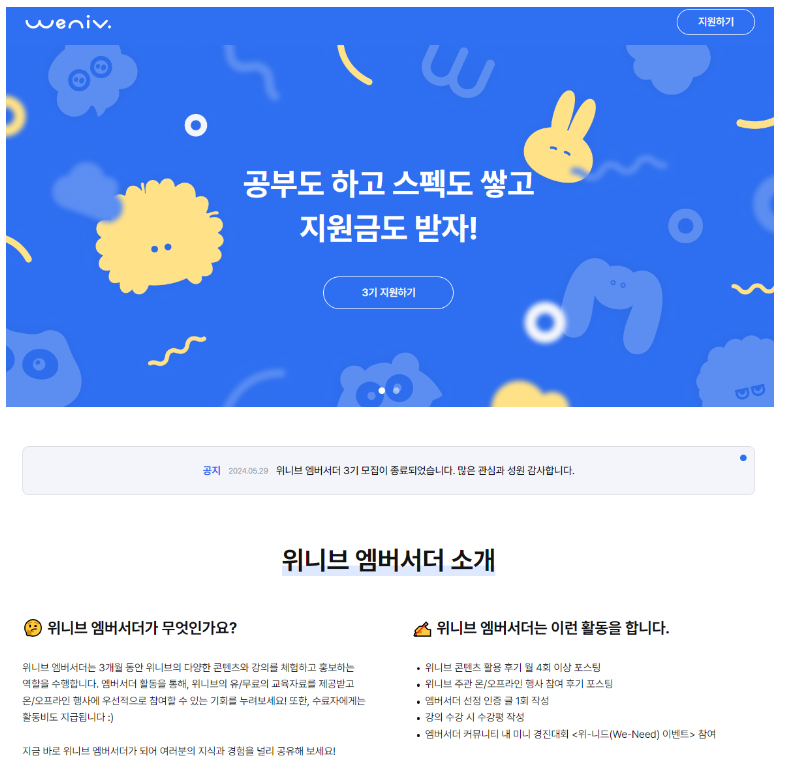 weniv.
지원하기
공부도 하고 스펙도 쌓고
지원금도 받자!
3기 지원하기
공지 2024.05.29 위니브 엠버서더 3기 모집이 종료되었습니다. 많은 관심과 성원 감사합니다.
위니브 엠버서더 소개
위니브 엠버서더가 무엇인가요?
위니브 엠버서더는 3개월 동안 위니브의 다양한 콘텐츠와 강의를 체험하고 홍보하는
역할을 수행합니다. 엠버서더 활동을 통해, 위니브의 유/무료의 교육자료를 제공받고
온/오프라인 행사에 우선적으로 참여할 수 있는 기회를 누려보세요! 또한, 수료자에게는
활동비도 지급됩니다 :)
지금 바로 위니브 엠버서더가 되어 여러분의 지식과 경험을 널리 공유해 보세요!
위니브 엠버서더는 이런 활동을 합니다.
• 위니브 콘텐츠 활용 후기 월 4회 이상 포스팅
• 위니브 주관 온/오프라인 행사 참여 후기 포스팅
• 엠버서더 선정 인증 글 1회 작성
• 강의 수강 시 수강평 작성
• 엠버서더 커뮤니티 내 미니 경진대회 <위-니드(We-Need) 이벤트> 참여